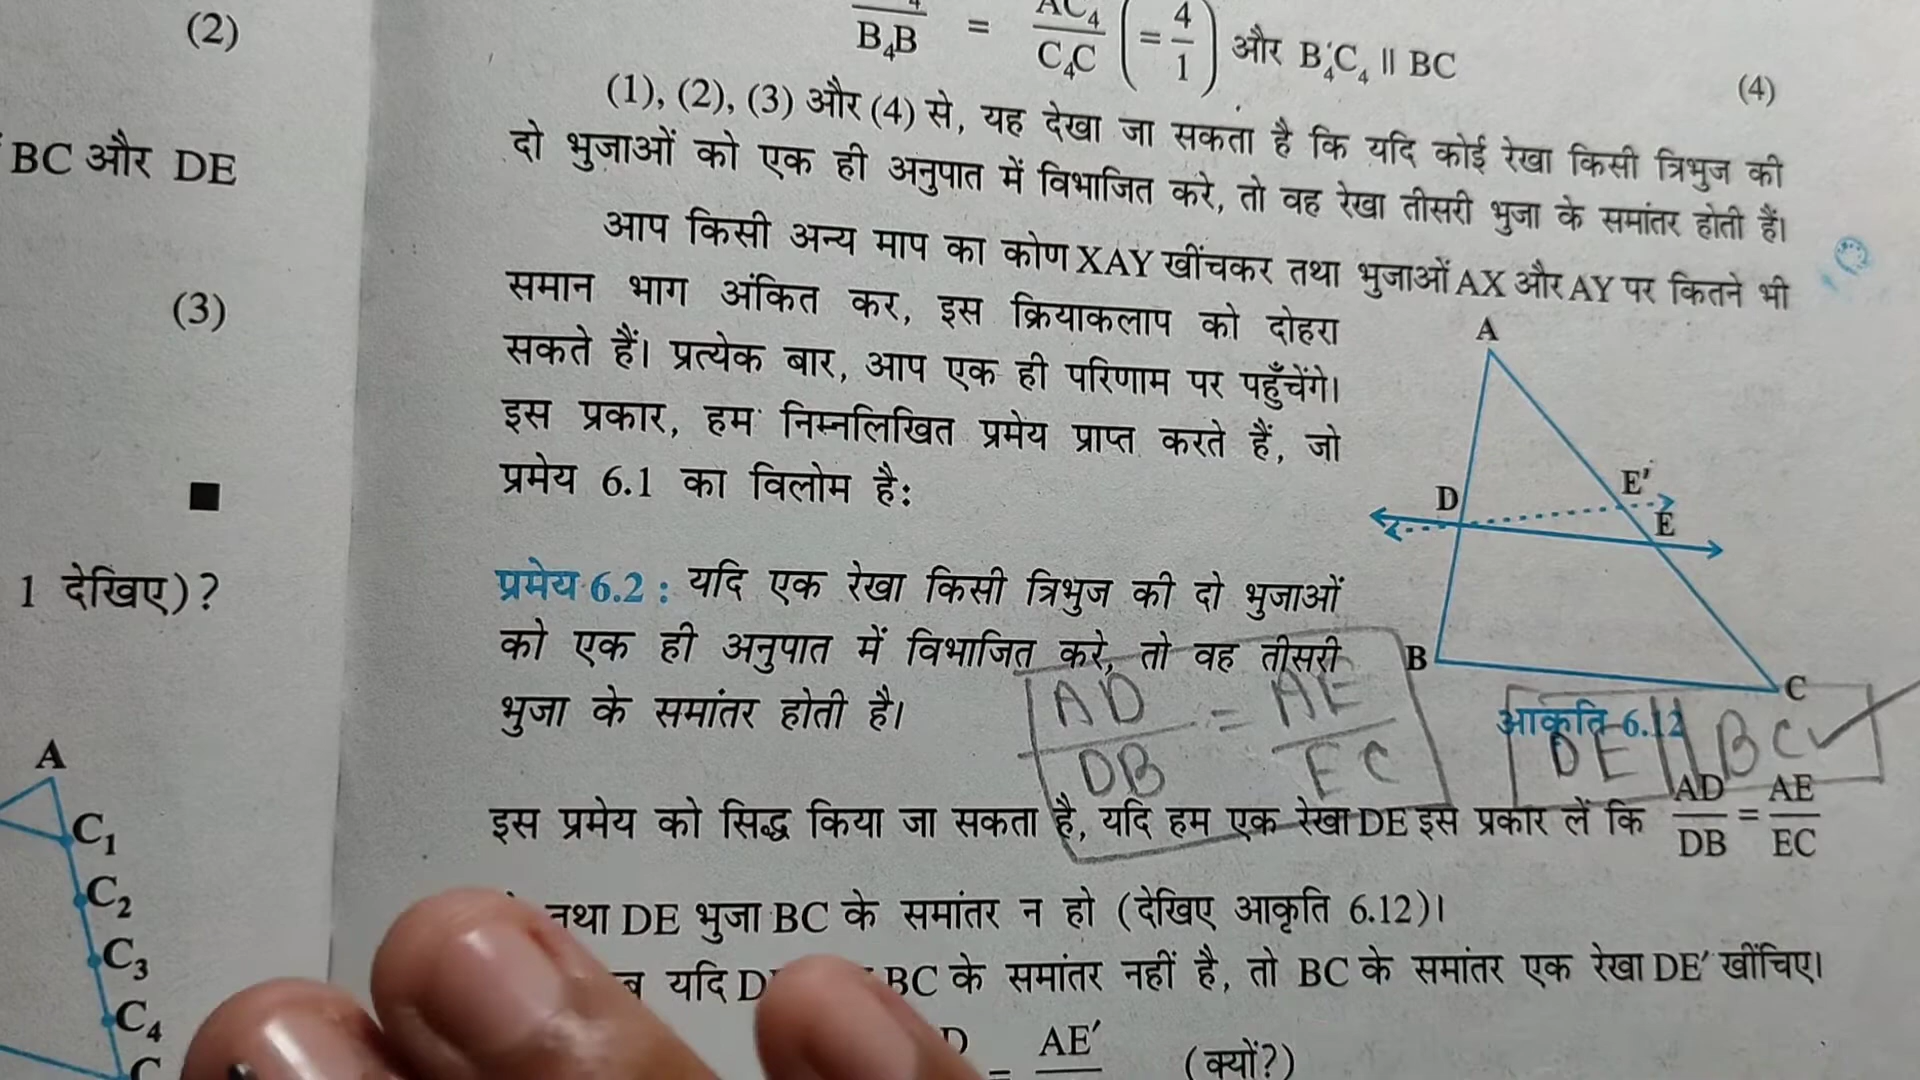 (2)
BC और DE
(3)
1 देखिए)?
A
C₁
C₂
C₃
C₄
C
B₄B = AC₄/C₄C (= 4/1) और B₄C₄ || BC (4)
(1), (2), (3) और (4) से, यह देखा जा सकता है कि यदि कोई रेखा किसी त्रिभुज की
दो भुजाओं को एक ही अनुपात में विभाजित करे, तो वह रेखा तीसरी भुजा के समांतर होती हैं।
आप किसी अन्य माप का कोण XAY खींचकर तथा भुजाओं AX और AY पर कितने भी
समान भाग अंकित कर, इस क्रियाकलाप को दोहरा
सकते हैं। प्रत्येक बार, आप एक ही परिणाम पर पहुँचेंगे।
इस प्रकार, हम निम्नलिखित प्रमेय प्राप्त करते हैं, जो
प्रमेय 6.1 का विलोम है:
A
D
E′
E
B
C
आकृति 6.12
प्रमेय 6.2 : यदि एक रेखा किसी त्रिभुज की दो भुजाओं
को एक ही अनुपात में विभाजित करे, तो वह तीसरी
भुजा के समांतर होती है।
AD/DB = AE/EC
DE || BC
इस प्रमेय को सिद्ध किया जा सकता है, यदि हम एक रेखा DE इस प्रकार लें कि AD/DB = AE/EC
तथा DE भुजा BC के समांतर न हो (देखिए आकृति 6.12)।
यदि D BC के समांतर नहीं है, तो BC के समांतर एक रेखा DE′ खींचिए।
= AE′ (क्यों?)